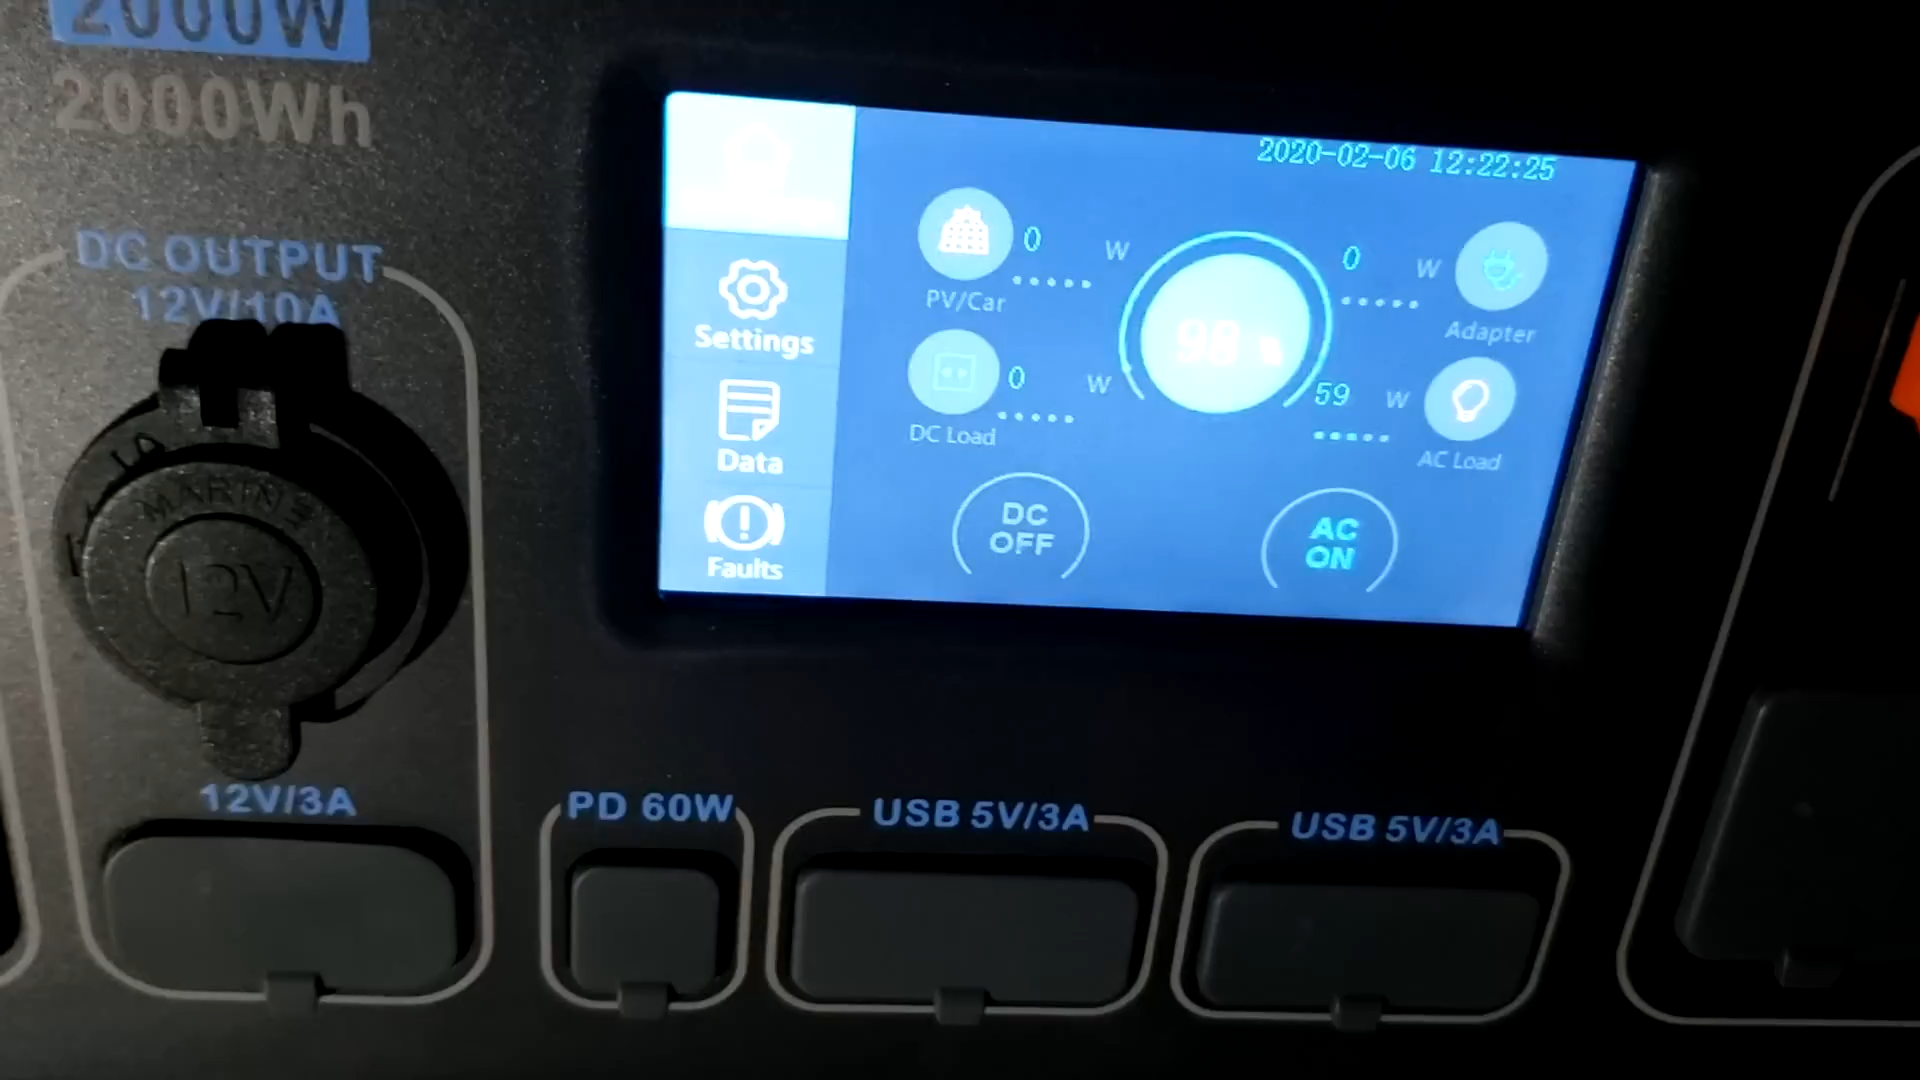 2000W
2000Wh
DC OUTPUT
12V/10A
MARINE
12V
12V/3A
PD 60W
USB 5V/3A
USB 5V/3A
2020-02-06 12:22:25
Settings
Data
Faults
0 W
PV/Car
0 W
DC Load
98 %
0 W
Adapter
59 W
AC Load
DC
OFF
AC
ON